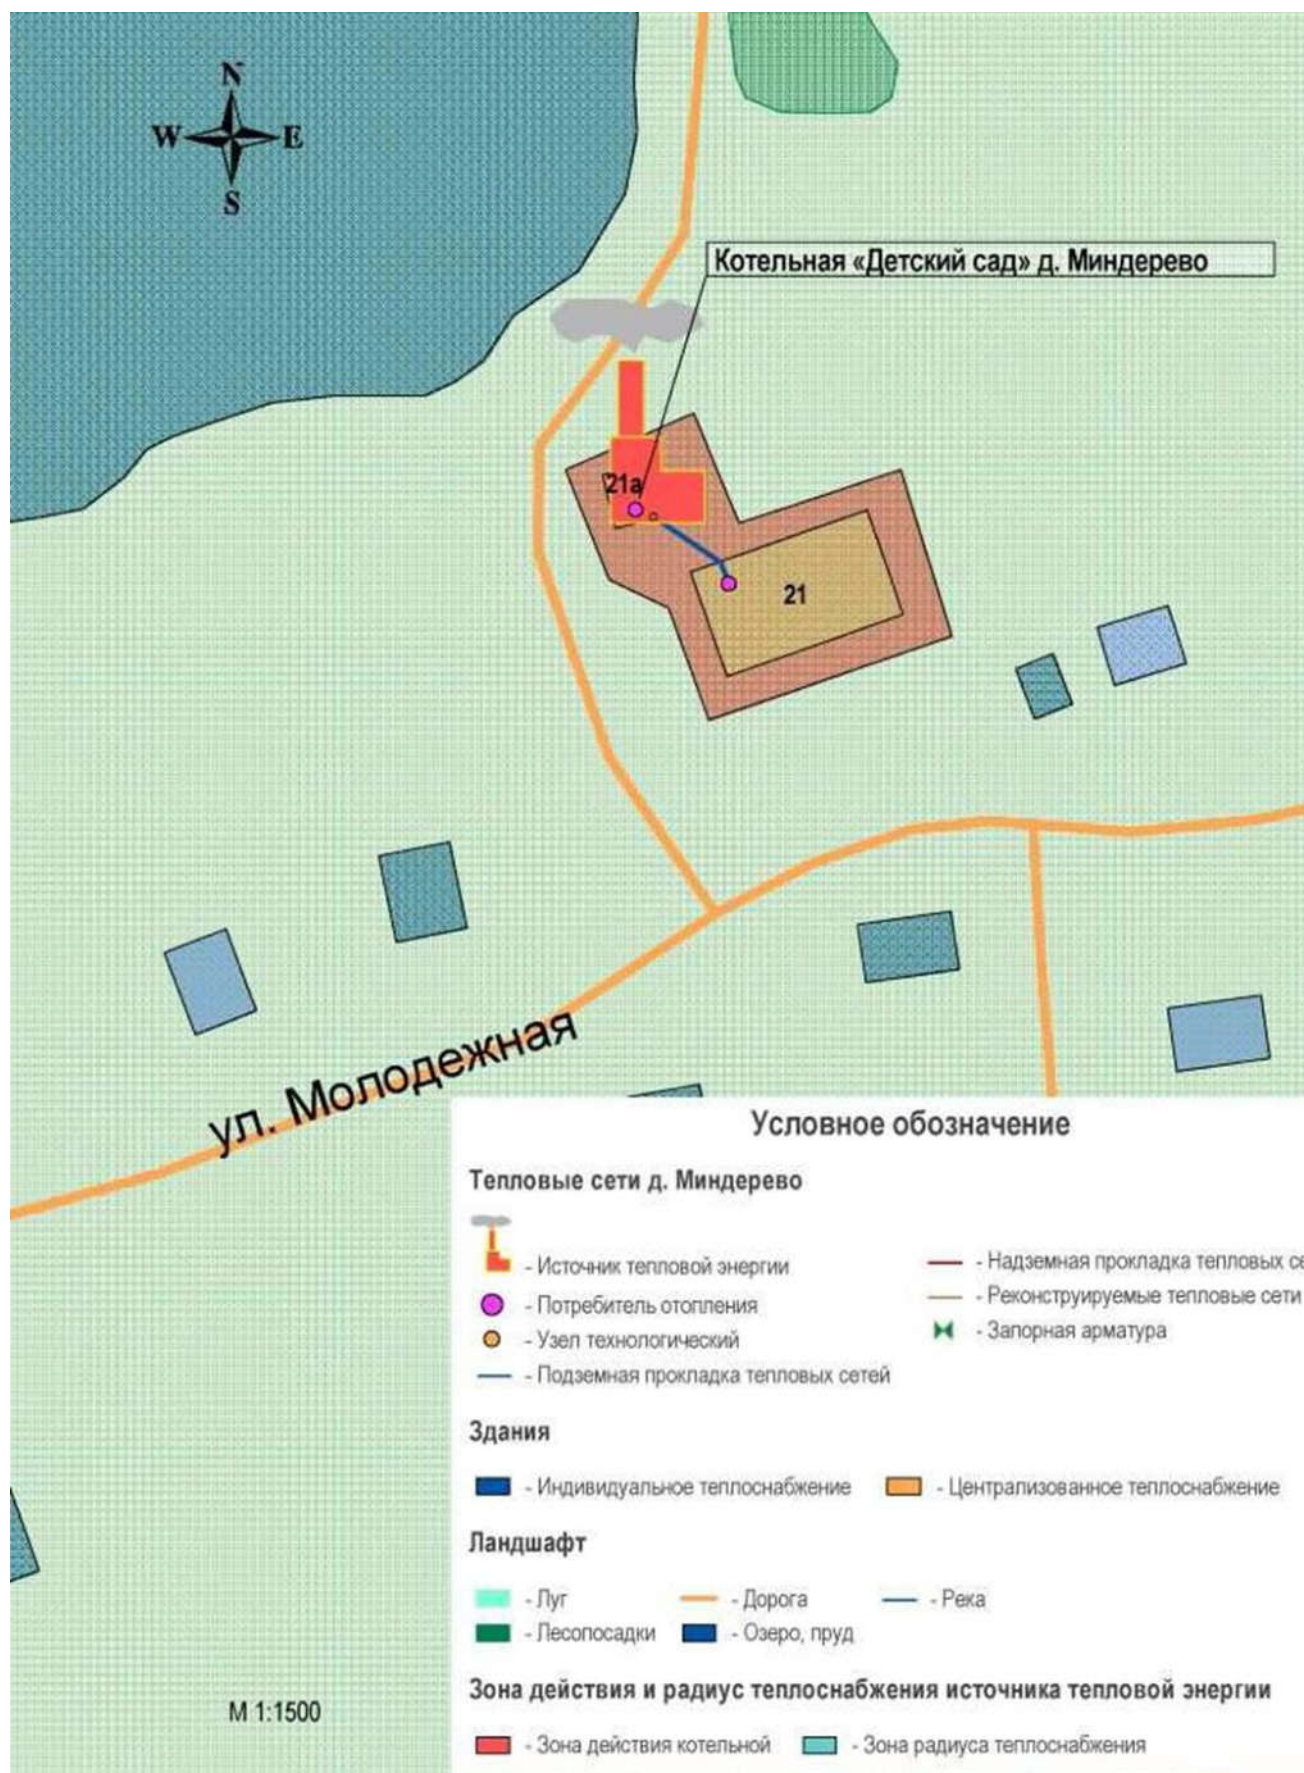 N
W E
S
Котельная «Детский сад» д. Миндерево
21а
21
ул. Молодежная
Условное обозначение
Тепловые сети д. Миндерево
- Источник тепловой энергии
- Надземная прокладка тепловых се
- Потребитель отопления
- Реконструируемые тепловые сети
- Узел технологический
- Запорная арматура
- Подземная прокладка тепловых сетей
Здания
- Индивидуальное теплоснабжение - Централизованное теплоснабжение
Ландшафт
- Луг - Дорога - Река
- Лесопосадки - Озеро, пруд
М 1:1500
Зона действия и радиус теплоснабжения источника тепловой энергии
- Зона действия котельной - Зона радиуса теплоснабжения